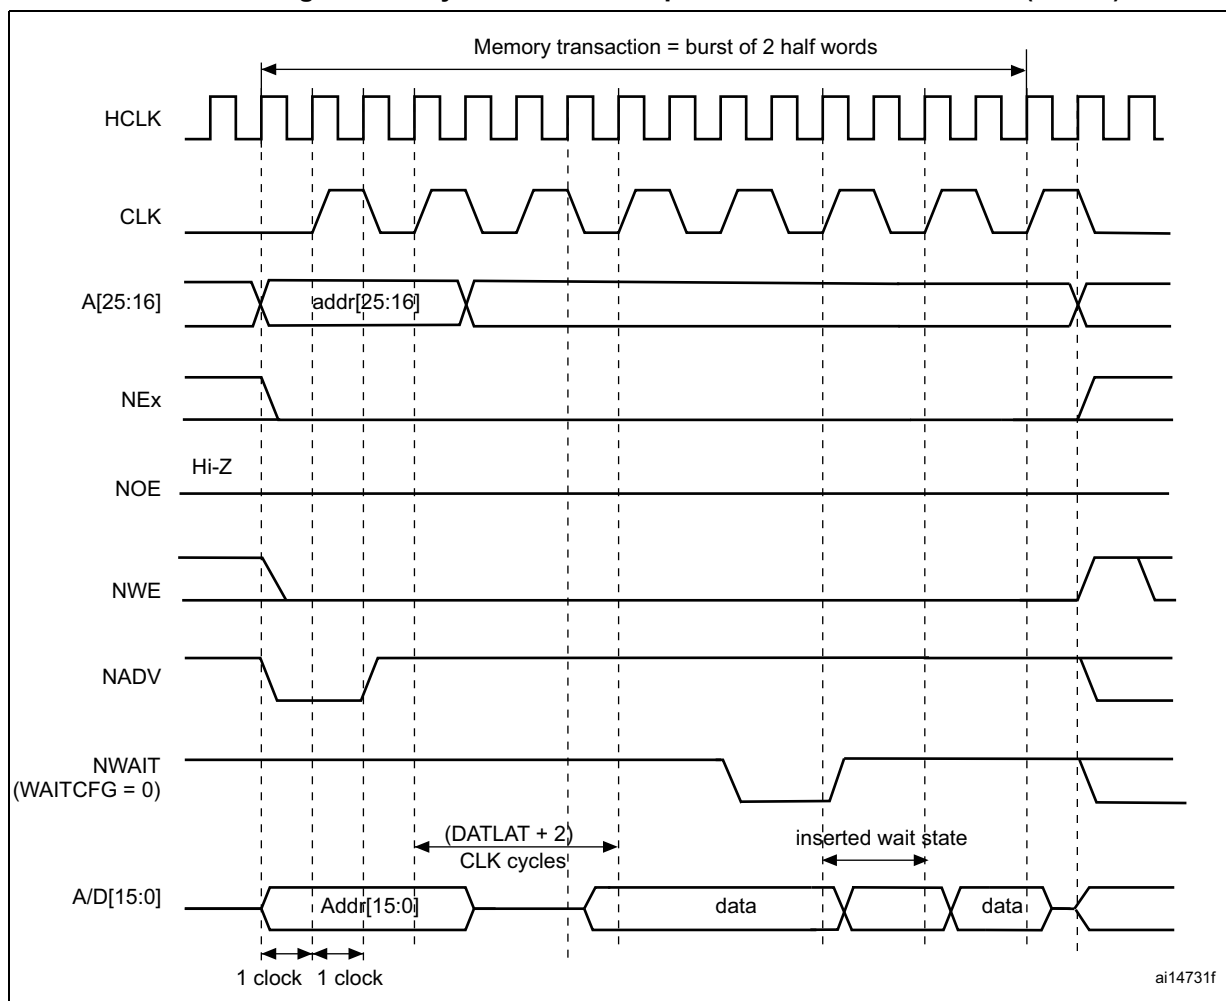 Memory transaction = burst of 2 half words
HCLK
CLK
A[25:16]
addr[25:16]
NEx
Hi-Z
NOE
NWE
NADV
NWAIT
(WAITCFG = 0)
(DATLAT + 2)
CLK cycles
inserted wait state
A/D[15:0]
Addr[15:0]
data
data
1 clock
1 clock
ai14731f